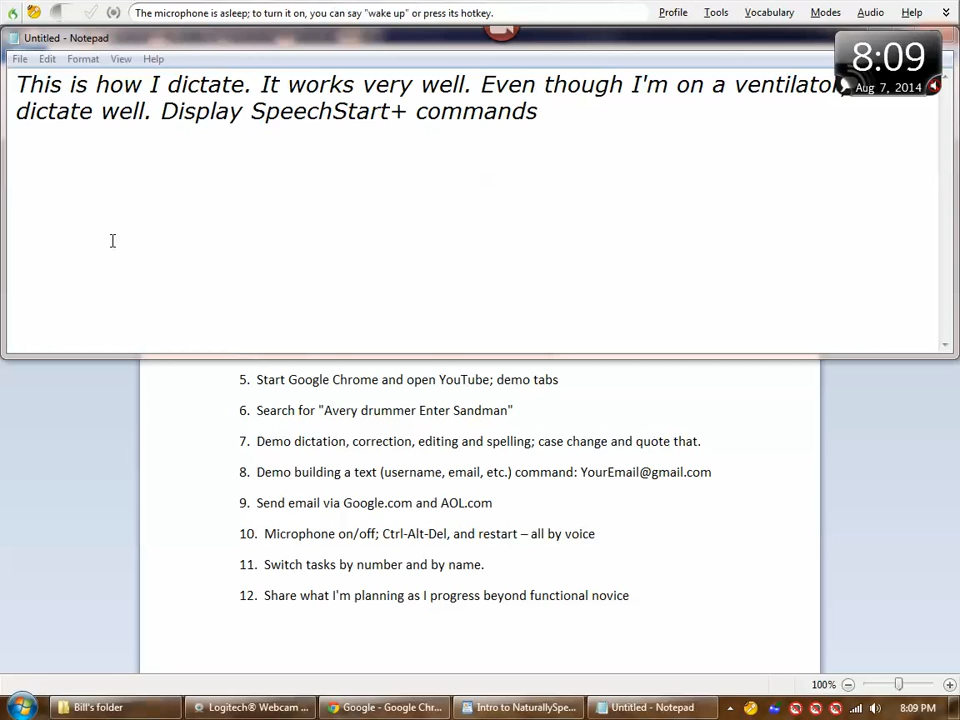 The microphone is asleep; to turn it on, you can say "wake up" or press its hotkey.
Profile Tools Vocabulary Modes Audio Help
Untitled - Notepad
File Edit Format View Help
8:09
Aug 7, 2014
This is how I dictate. It works very well. Even though I'm on a ventilator,
dictate well. Display SpeechStart+ commands
5. Start Google Chrome and open YouTube; demo tabs
6. Search for "Avery drummer Enter Sandman"
7. Demo dictation, correction, editing and spelling; case change and quote that.
8. Demo building a text (username, email, etc.) command: YourEmail@gmail.com
9. Send email via Google.com and AOL.com
10. Microphone on/off; Ctrl-Alt-Del, and restart – all by voice
11. Switch tasks by number and by name.
12. Share what I'm planning as I progress beyond functional novice
100%
Bill's folder Logitech® Webcam ... Google - Google Chr... Intro to NaturallySpe... Untitled - Notepad 8:09 PM